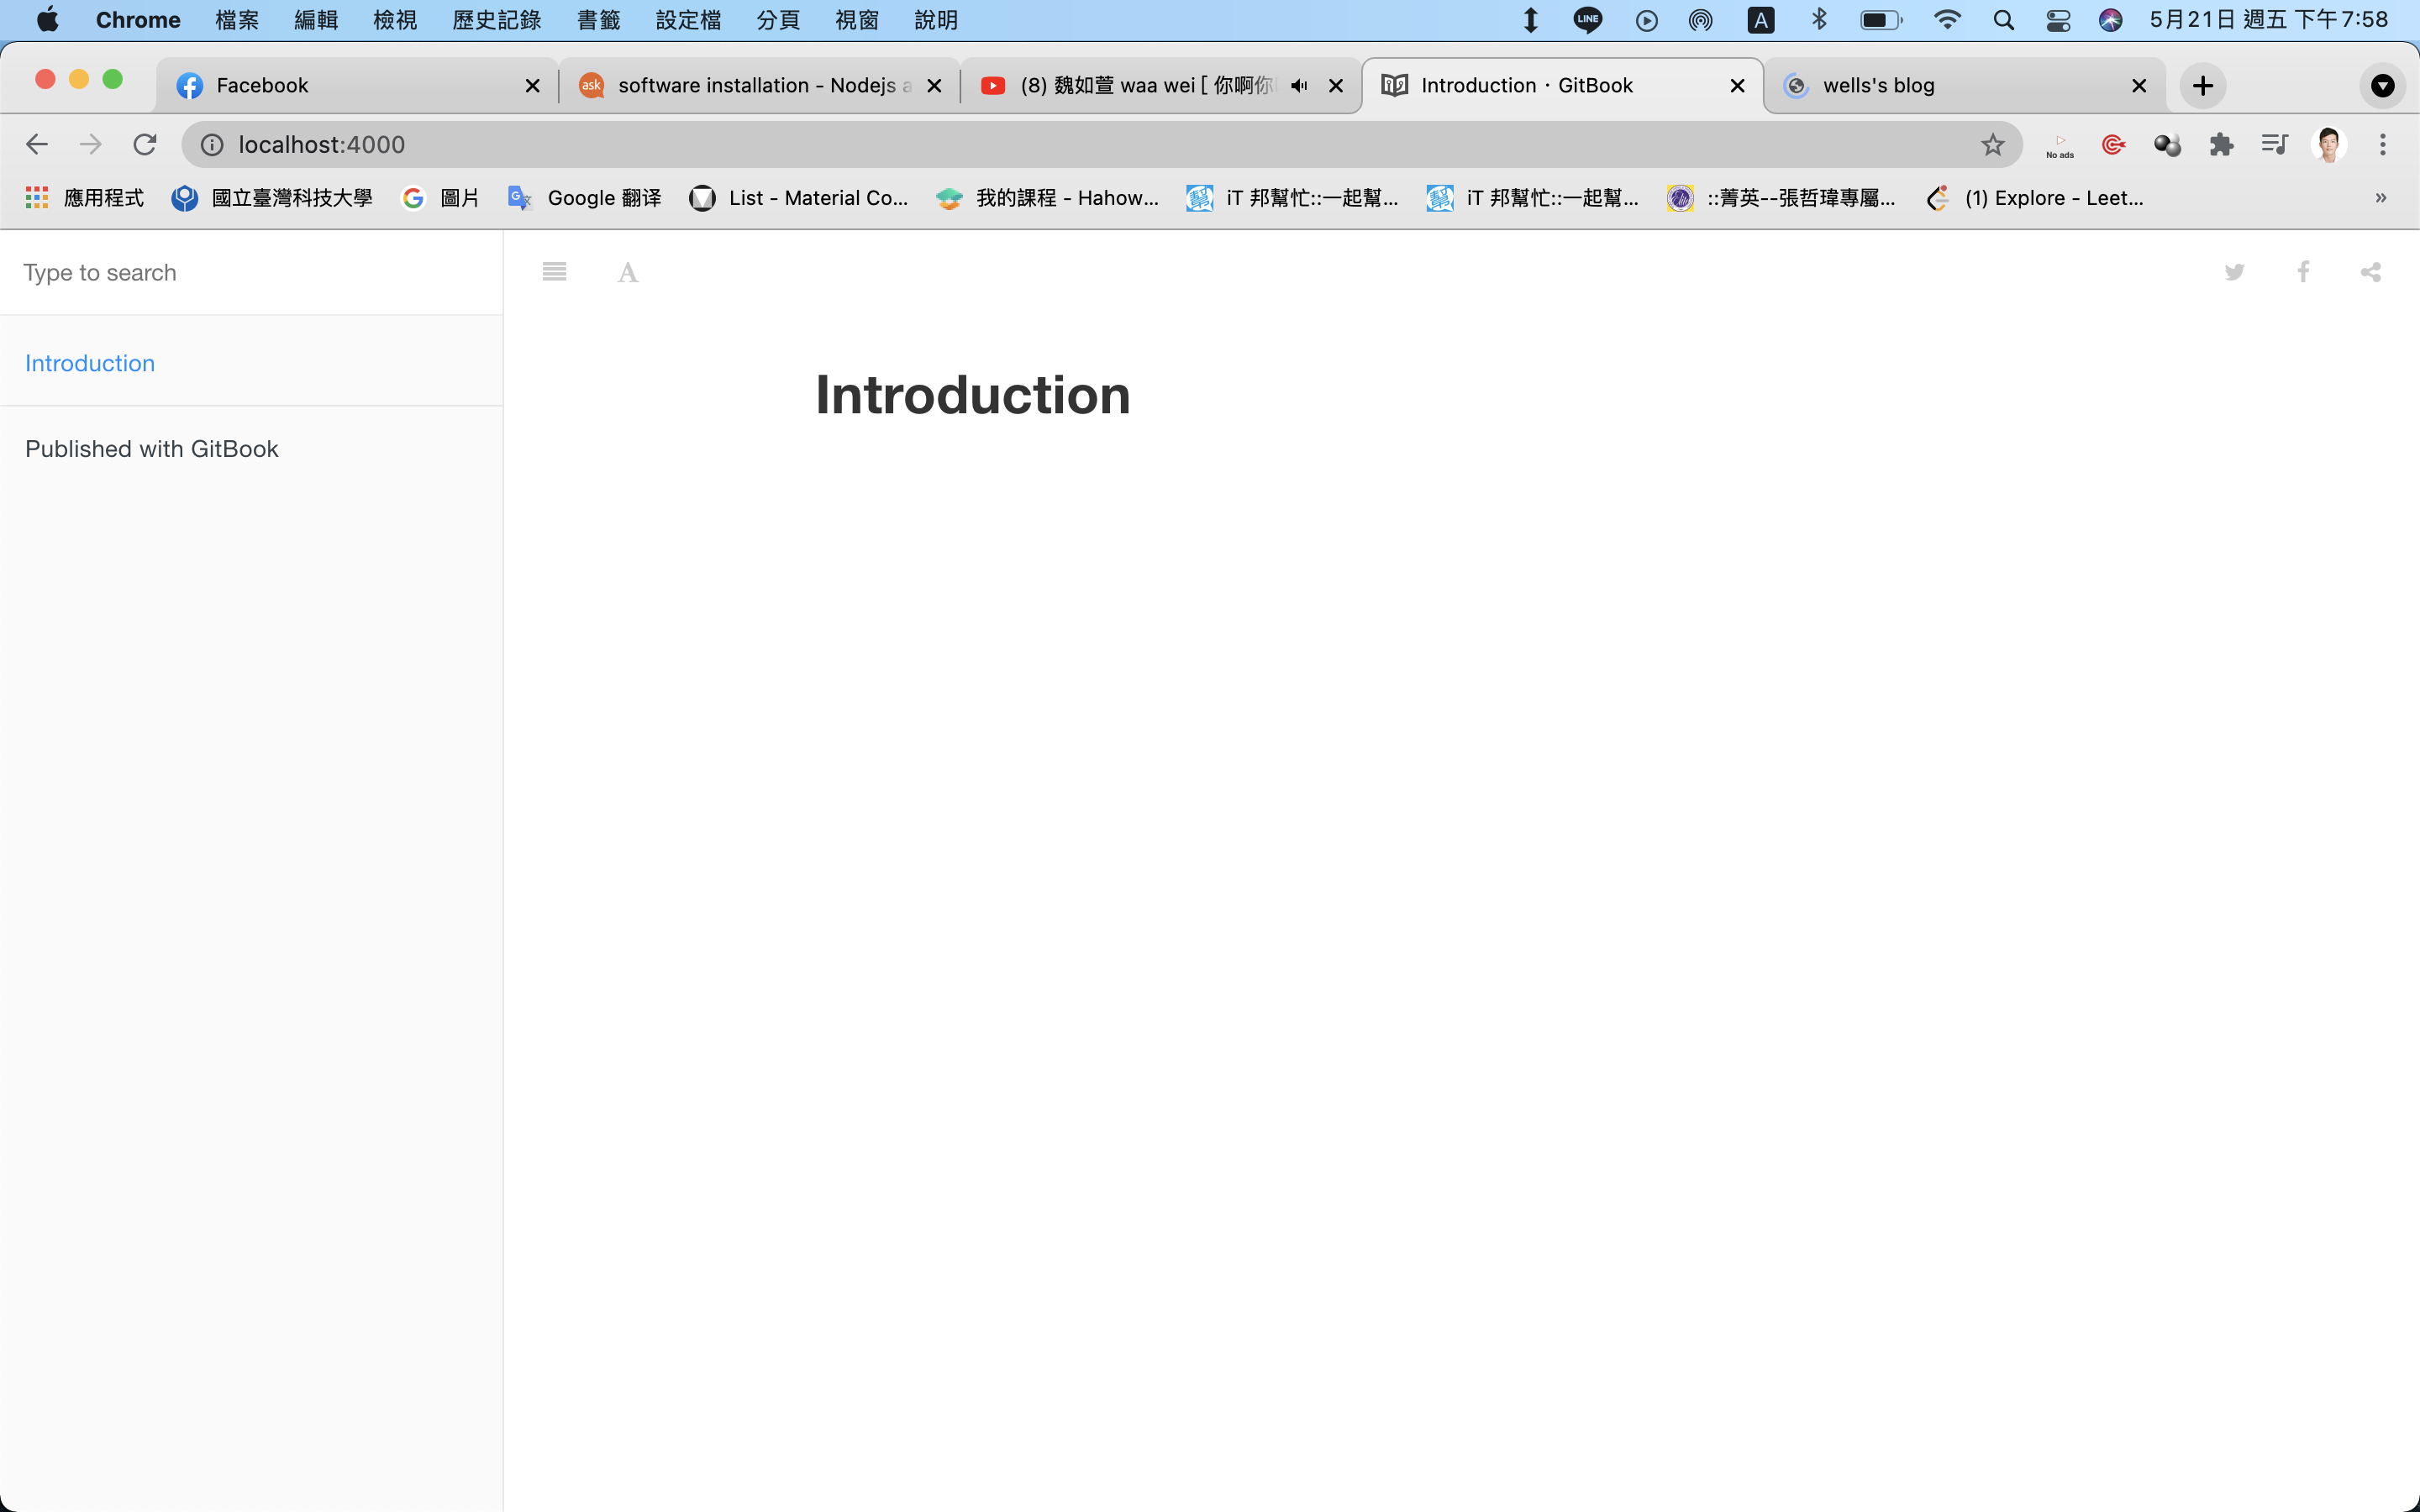 Chrome 檔案 編輯 檢視 歷史記錄 書籤 設定檔 分頁 視窗 說明 LINE A 5月21日 週五 下午7:58
Facebook ask software installation - Nodejs a (8) 魏如萱 waa wei [ 你啊你 Introduction · GitBook wells's blog
localhost:4000 No ads
應用程式 國立臺灣科技大學 圖片 Google 翻译 List - Material Co... 我的課程 - Hahow... iT 邦幫忙::一起幫... iT 邦幫忙::一起幫... ::菁英--張哲瑋專屬... (1) Explore - Leet... »
Type to search A
Introduction
Introduction
Published with GitBook